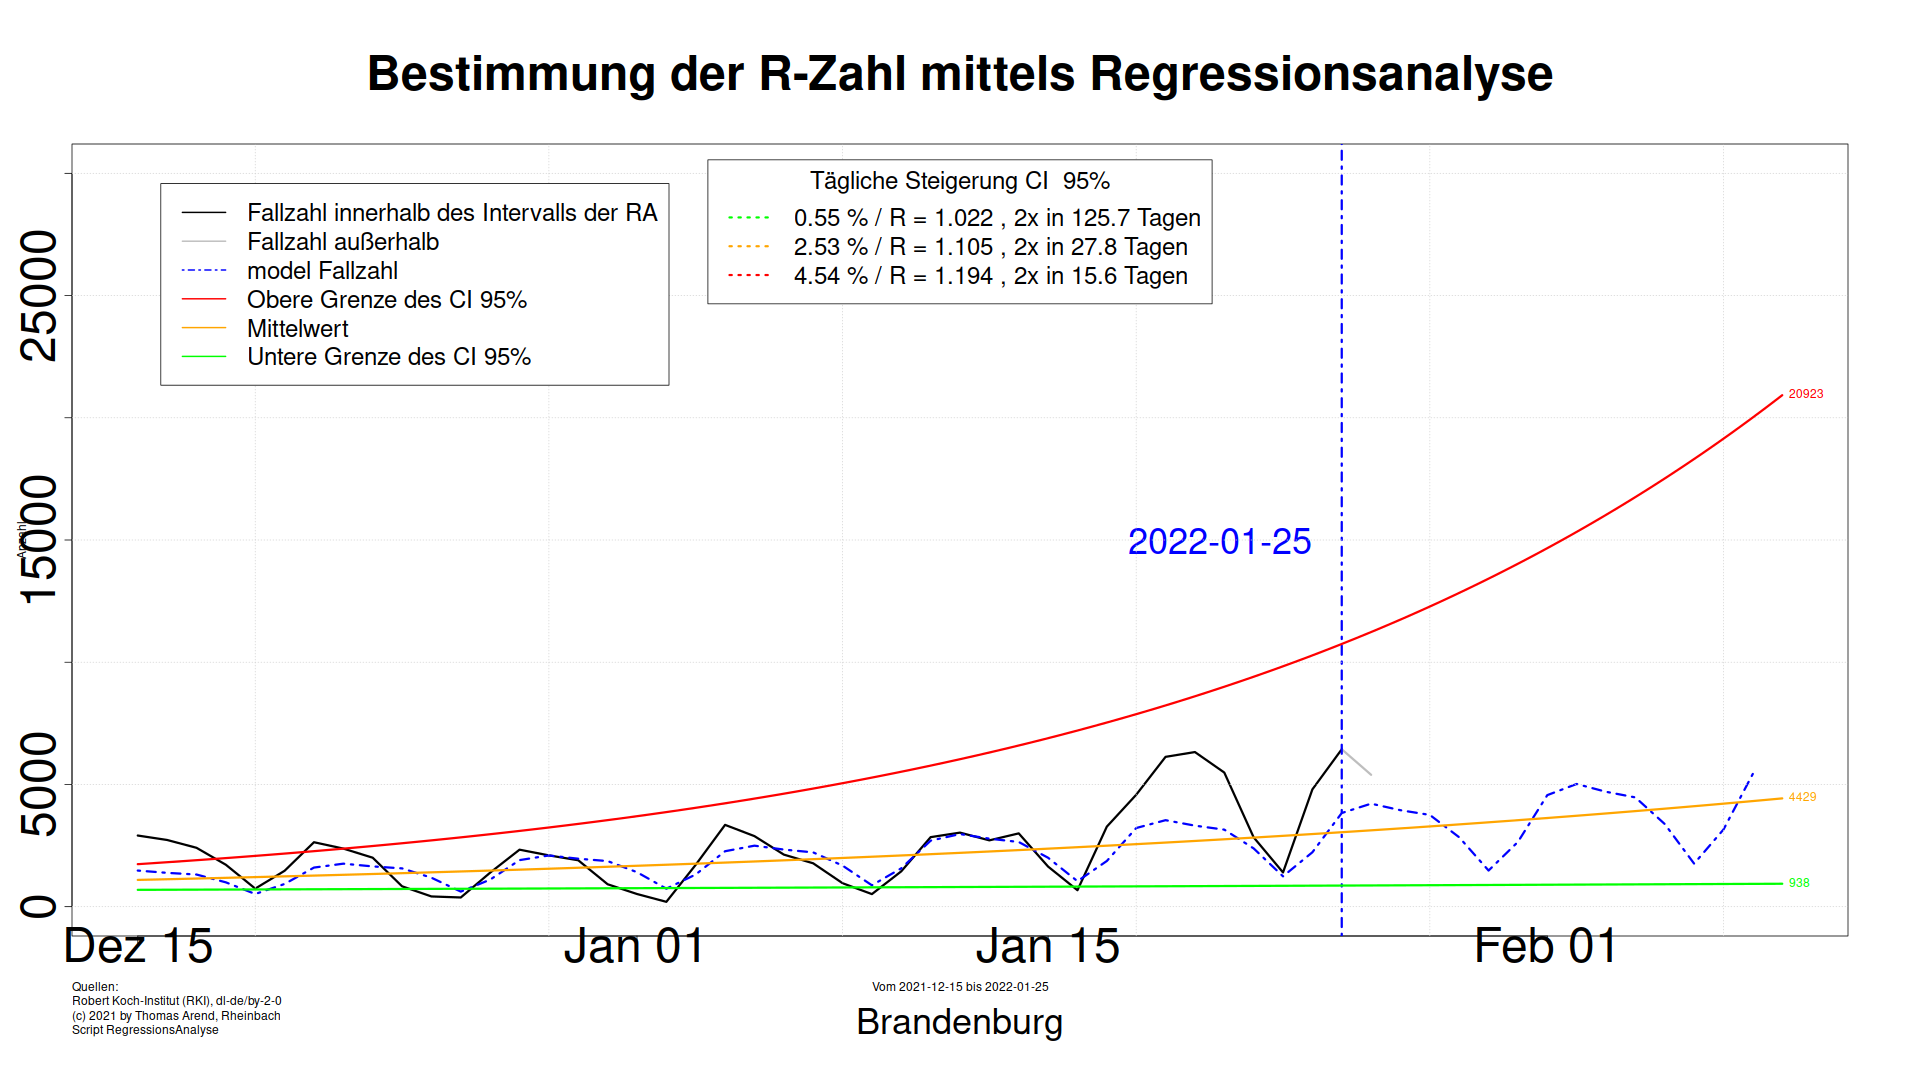 Bestimmung der R-Zahl mittels Regressionsanalyse
Fallzahl innerhalb des Intervalls der RA
Fallzahl außerhalb
model Fallzahl
Obere Grenze des CI 95%
Mittelwert
Untere Grenze des CI 95%
Tägliche Steigerung CI  95%
0.55 % / R = 1.022 , 2x in 125.7 Tagen
2.53 % / R = 1.105 , 2x in 27.8 Tagen
4.54 % / R = 1.194 , 2x in 15.6 Tagen
25000
15000
5000
0
Anzahl
20923
2022-01-25
4429
938
Dez 15
Jan 01
Jan 15
Feb 01
Quellen:
Robert Koch-Institut (RKI), dl-de/by-2-0
(c) 2021 by Thomas Arend, Rheinbach
Script RegressionsAnalyse
Vom 2021-12-15 bis 2022-01-25
Brandenburg